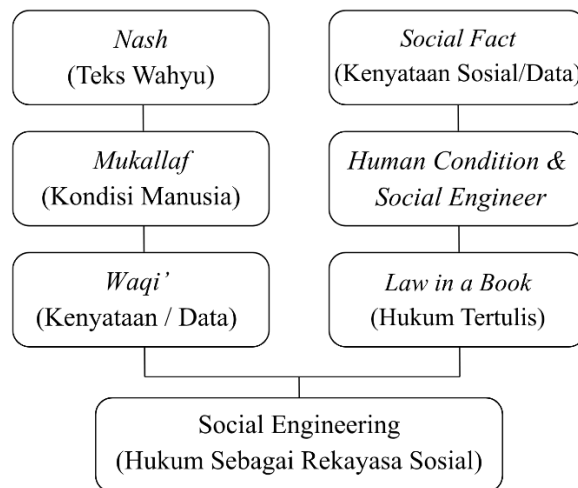 Nash
(Teks Wahyu)
Social Fact
(Kenyataan Sosial/Data)
Mukallaf
(Kondisi Manusia)
Human Condition &
Social Engineer
Waqi’
(Kenyataan / Data)
Law in a Book
(Hukum Tertulis)
Social Engineering
(Hukum Sebagai Rekayasa Sosial)